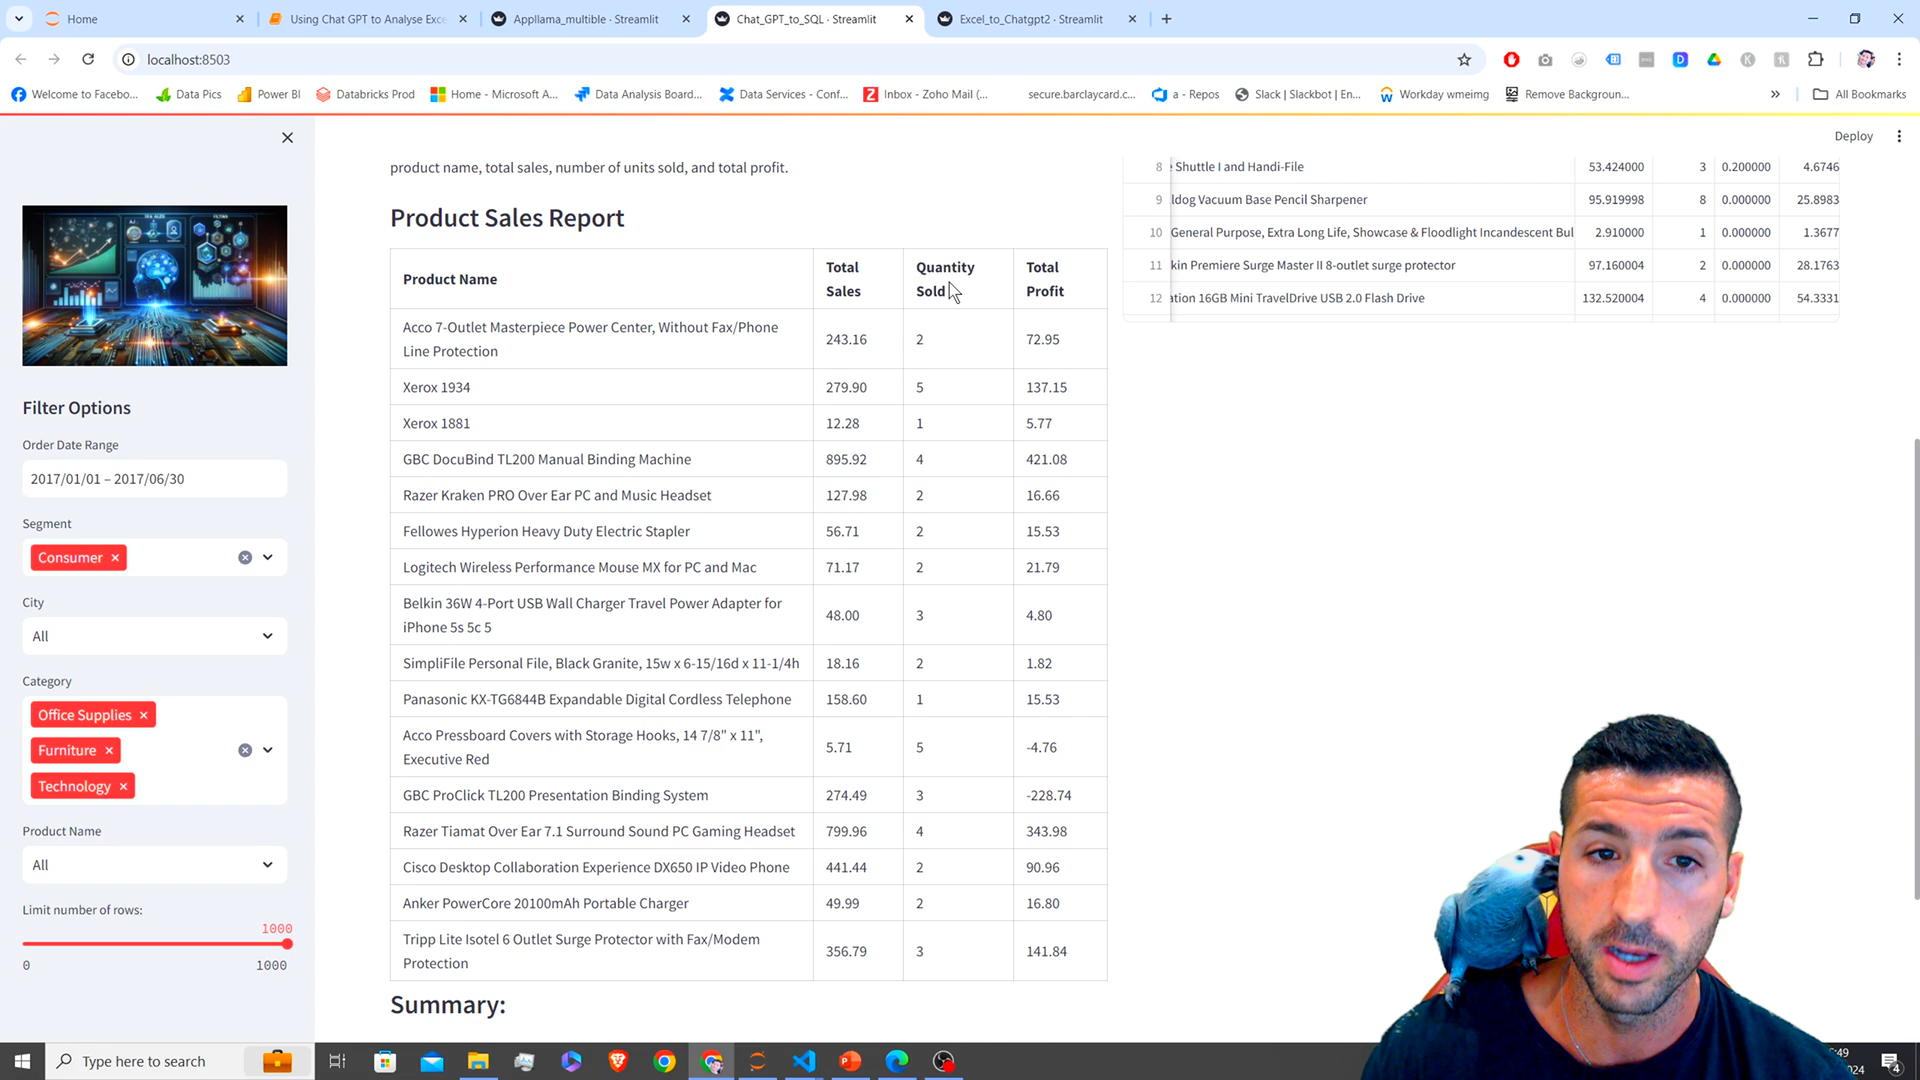 Home
Using Chat GPT to Analyse Exce
Appllama_multible · Streamlit
Chat_GPT_to_SQL · Streamlit
Excel_to_Chatgpt2 · Streamlit
localhost:8503
Welcome to Facebo...
Data Pics
Power BI
Databricks Prod
Home - Microsoft A...
Data Analysis Board...
Data Services - Conf...
Inbox - Zoho Mail (...
secure.barclaycard.c...
a - Repos
Slack | Slackbot | En...
Workday wmeimg
Remove Backgroun...
All Bookmarks
Deploy
Filter Options
Order Date Range
2017/01/01 – 2017/06/30
Segment
Consumer
City
All
Category
Office Supplies
Furniture
Technology
Product Name
All
Limit number of rows:
1000
0 1000
product name, total sales, number of units sold, and total profit.
Product Sales Report
Product Name Total Sales Quantity Sold Total Profit
Acco 7-Outlet Masterpiece Power Center, Without Fax/Phone
Line Protection 243.16 2 72.95
Xerox 1934 279.90 5 137.15
Xerox 1881 12.28 1 5.77
GBC DocuBind TL200 Manual Binding Machine 895.92 4 421.08
Razer Kraken PRO Over Ear PC and Music Headset 127.98 2 16.66
Fellowes Hyperion Heavy Duty Electric Stapler 56.71 2 15.53
Logitech Wireless Performance Mouse MX for PC and Mac 71.17 2 21.79
Belkin 36W 4-Port USB Wall Charger Travel Power Adapter for
iPhone 5s 5c 5 48.00 3 4.80
SimpliFile Personal File, Black Granite, 15w x 6-15/16d x 11-1/4h 18.16 2 1.82
Panasonic KX-TG6844B Expandable Digital Cordless Telephone 158.60 1 15.53
Acco Pressboard Covers with Storage Hooks, 14 7/8" x 11",
Executive Red 5.71 5 -4.76
GBC ProClick TL200 Presentation Binding System 274.49 3 -228.74
Razer Tiamat Over Ear 7.1 Surround Sound PC Gaming Headset 799.96 4 343.98
Cisco Desktop Collaboration Experience DX650 IP Video Phone 441.44 2 90.96
Anker PowerCore 20100mAh Portable Charger 49.99 2 16.80
Tripp Lite Isotel 6 Outlet Surge Protector with Fax/Modem
Protection 356.79 3 141.84
Summary:
8 Shuttle I and Handi-File 53.424000 3 0.200000 4.6746
9 ldog Vacuum Base Pencil Sharpener 95.919998 8 0.000000 25.8983
10 General Purpose, Extra Long Life, Showcase & Floodlight Incandescent Bul 2.910000 1 0.000000 1.3677
11 kin Premiere Surge Master II 8-outlet surge protector 97.160004 2 0.000000 28.1763
12 ation 16GB Mini TravelDrive USB 2.0 Flash Drive 132.520004 4 0.000000 54.3331
Type here to search
:49
024
4